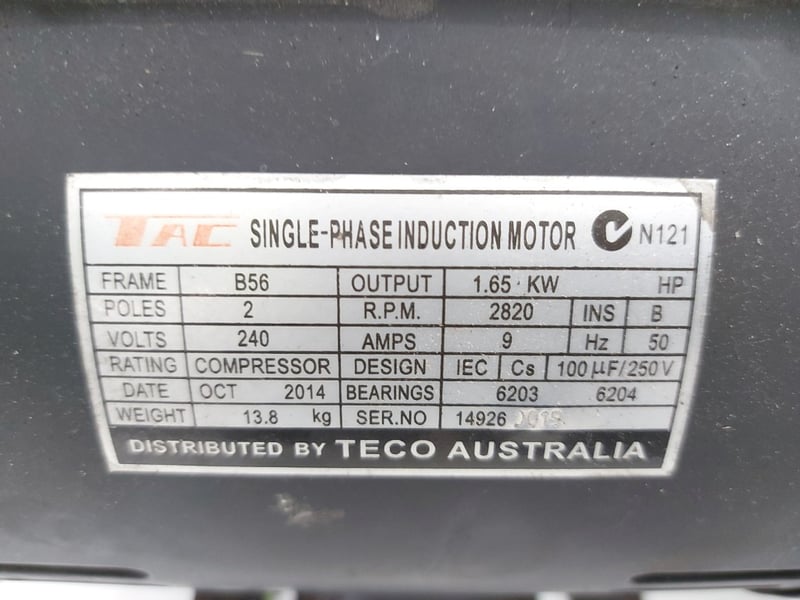 TAC SINGLE-PHASE INDUCTION MOTOR N121
FRAME B56 OUTPUT 1.65 KW HP
POLES 2 R.P.M. 2820 INS B
VOLTS 240 AMPS 9 Hz 50
RATING COMPRESSOR DESIGN IEC Cs 100μF/250V
DATE OCT 2014 BEARINGS 6203 6204
WEIGHT 13.8 kg SER.NO 14926
DISTRIBUTED BY TECO AUSTRALIA